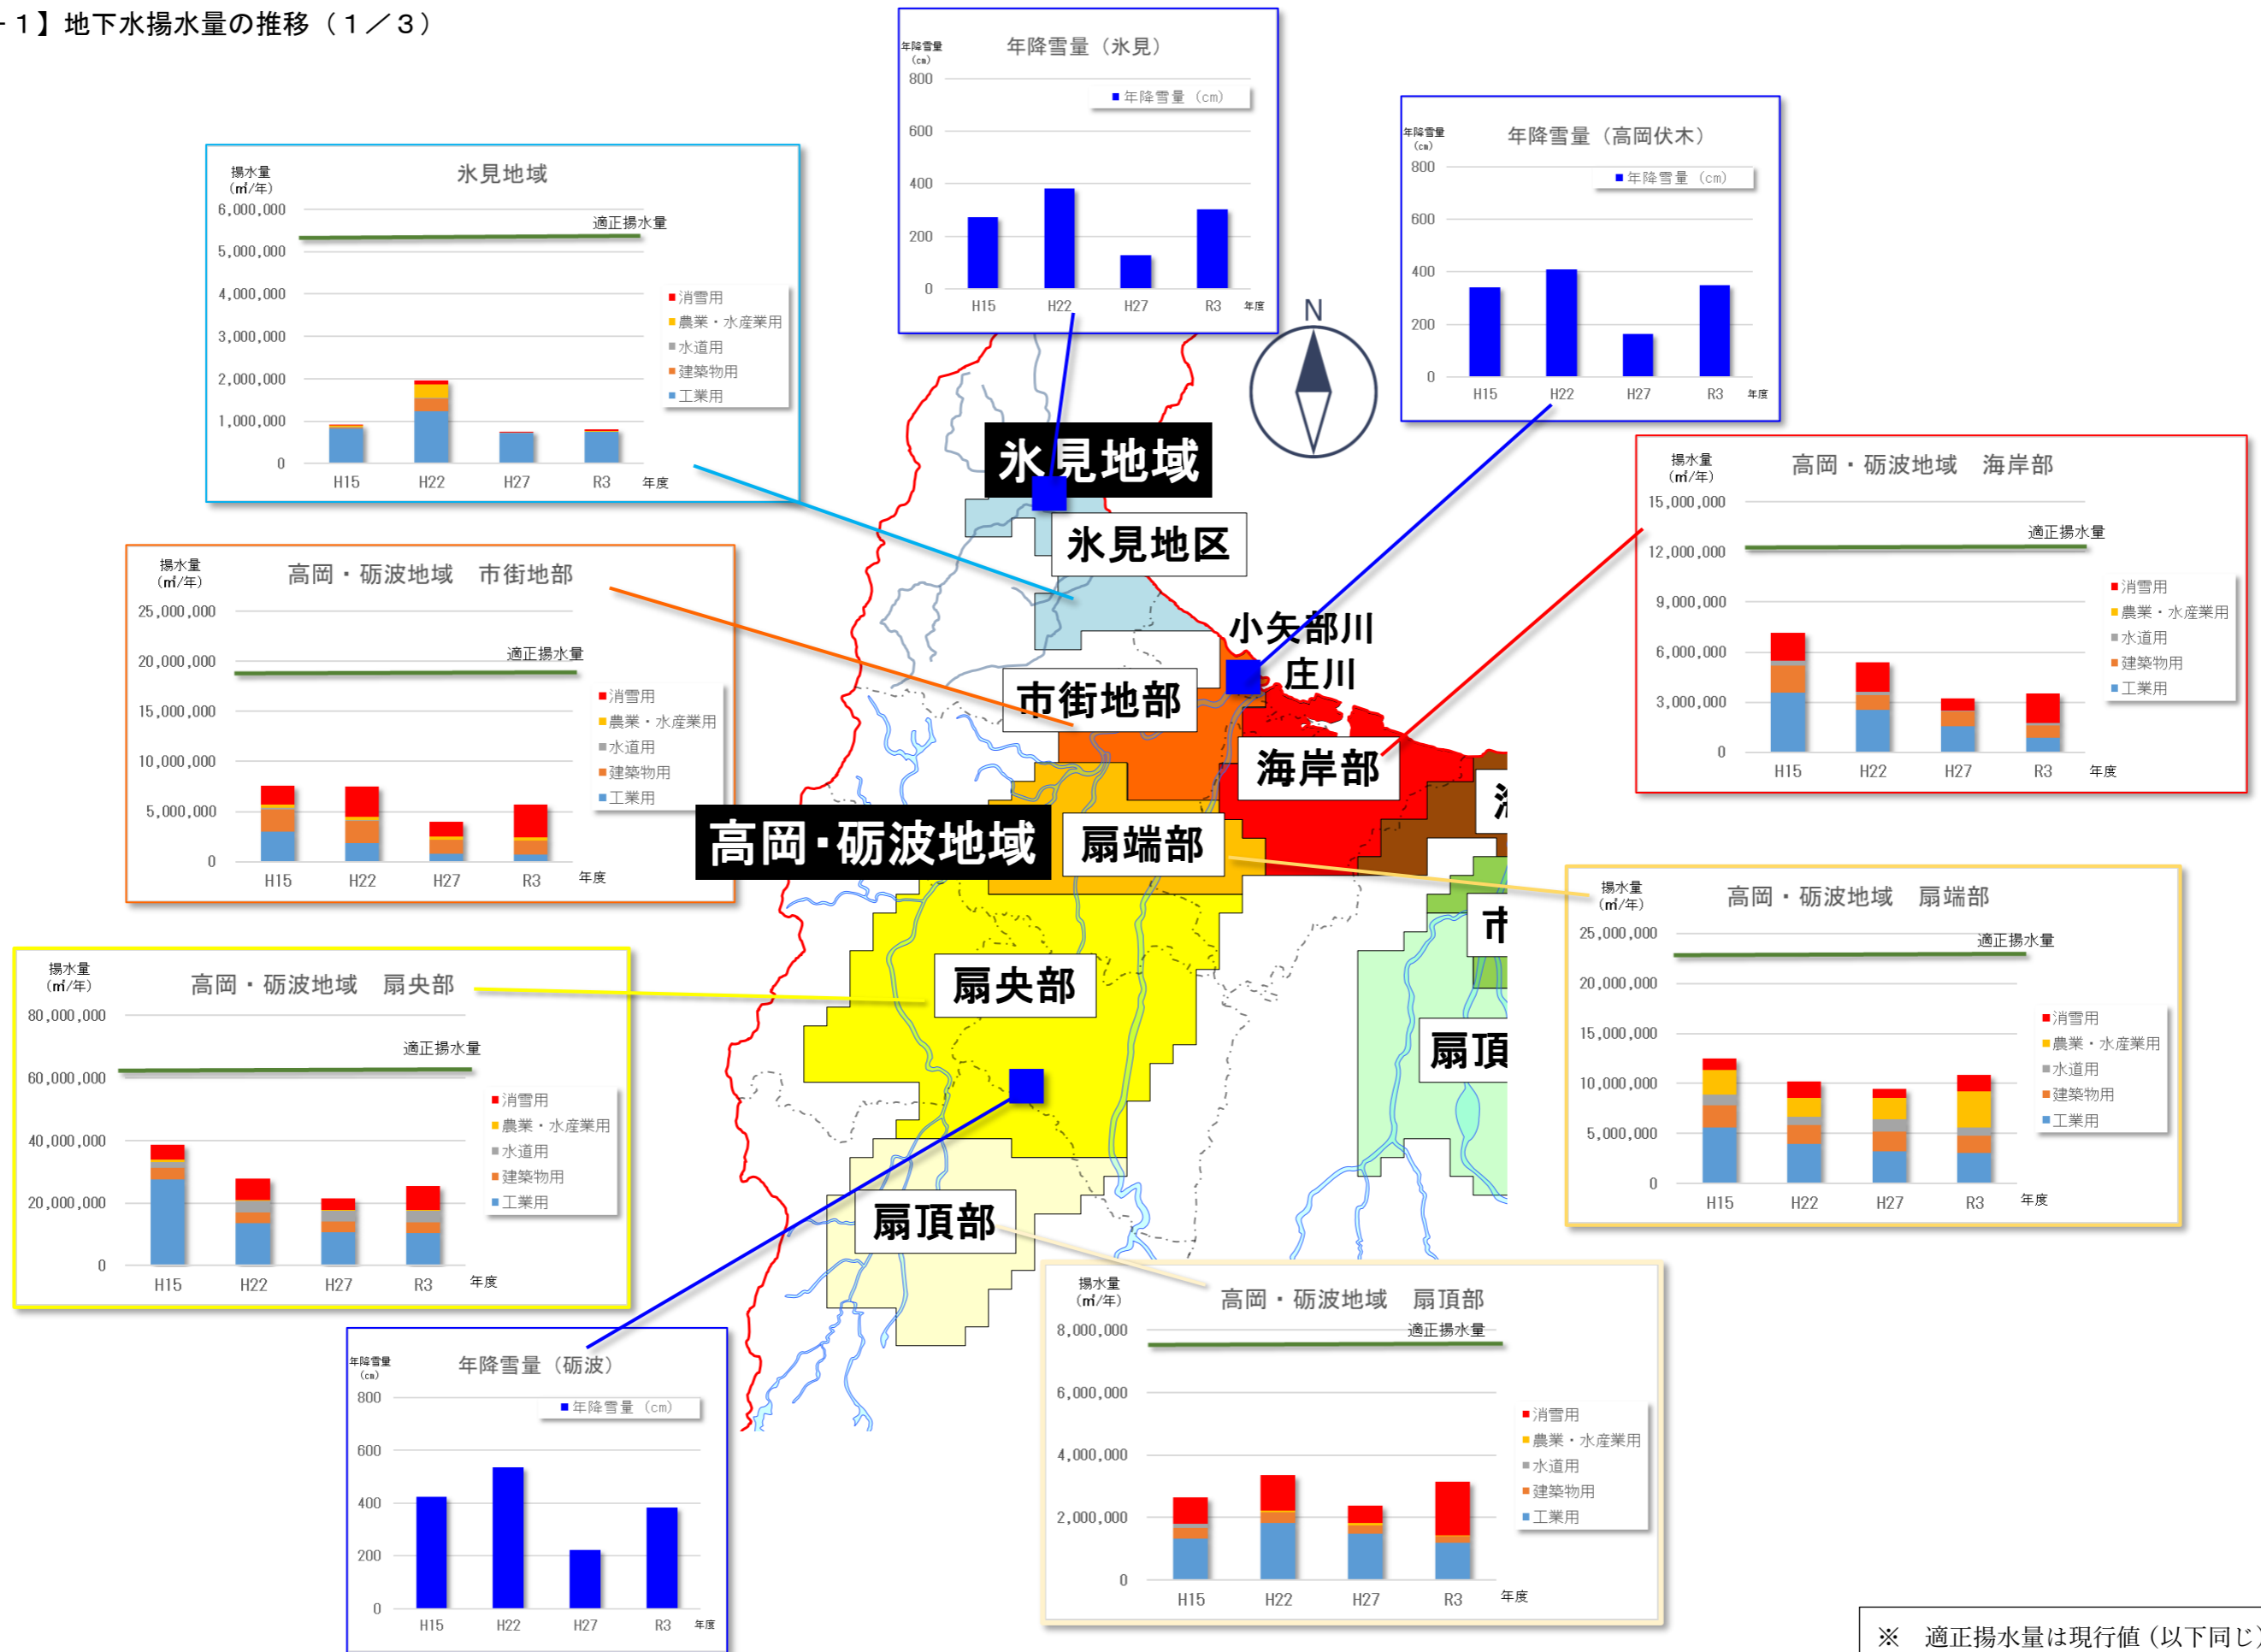 -1】地下水揚水量の推移（1／3）
年降雪量（氷見）
年降雪量
(cm)
800
600
400
200
0
■年降雪量（cm）
H15 H22 H27 R3 年度
年降雪量（高岡伏木）
年降雪量
(cm)
800
600
400
200
0
■年降雪量（cm）
H15 H22 H27 R3 年度
氷見地域
揚水量
(㎥/年)
6,000,000
5,000,000
4,000,000
3,000,000
2,000,000
1,000,000
0
適正揚水量
■消雪用
■農業・水産業用
■水道用
■建築物用
■工業用
H15 H22 H27 R3 年度
高岡・砺波地域 海岸部
揚水量
(㎥/年)
15,000,000
12,000,000
9,000,000
6,000,000
3,000,000
0
適正揚水量
■消雪用
■農業・水産業用
■水道用
■建築物用
■工業用
H15 H22 H27 R3 年度
N
氷見地域
氷見地区
小矢部川
庄川
市街地部
海岸部
高岡・砺波地域
扇端部
扇央部
扇頂部
市
扇頂
高岡・砺波地域 市街地部
揚水量
(㎥/年)
25,000,000
20,000,000
15,000,000
10,000,000
5,000,000
0
適正揚水量
■消雪用
■農業・水産業用
■水道用
■建築物用
■工業用
H15 H22 H27 R3 年度
高岡・砺波地域 扇端部
揚水量
(㎥/年)
25,000,000
20,000,000
15,000,000
10,000,000
5,000,000
0
適正揚水量
■消雪用
■農業・水産業用
■水道用
■建築物用
■工業用
H15 H22 H27 R3 年度
高岡・砺波地域 扇央部
揚水量
(㎥/年)
80,000,000
60,000,000
40,000,000
20,000,000
0
適正揚水量
■消雪用
■農業・水産業用
■水道用
■建築物用
■工業用
H15 H22 H27 R3 年度
高岡・砺波地域 扇頂部
揚水量
(㎥/年)
8,000,000
6,000,000
4,000,000
2,000,000
0
適正揚水量
■消雪用
■農業・水産業用
■水道用
■建築物用
■工業用
H15 H22 H27 R3 年度
年降雪量（砺波）
年降雪量
(cm)
800
600
400
200
0
■年降雪量（cm）
H15 H22 H27 R3 年度
※ 適正揚水量は現行値（以下同じ）